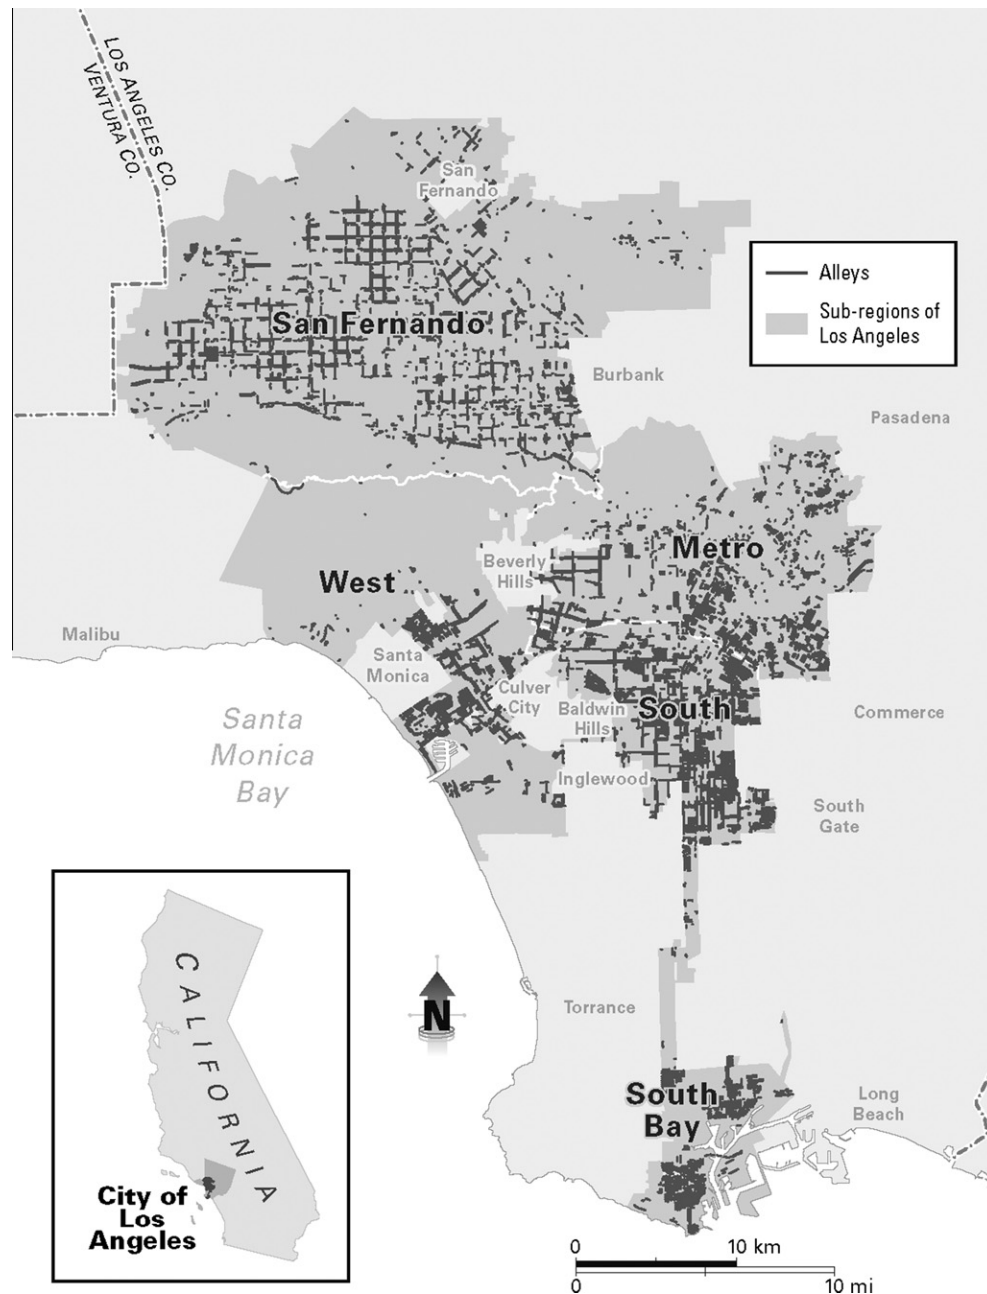 LOS ANGELES CO.
VENTURA CO.
San
Fernando
Alleys
Sub-regions of
Los Angeles
San Fernando
Burbank
Pasadena
Metro
Beverly
Hills
West
Malibu
Santa
Monica
Culver
City
Baldwin
Hills
South
Commerce
Santa
Monica
Bay
Inglewood
South
Gate
CALIFORNIA
N
Torrance
South
Bay
Long
Beach
City of
Los
Angeles
0 10 km
0 10 mi